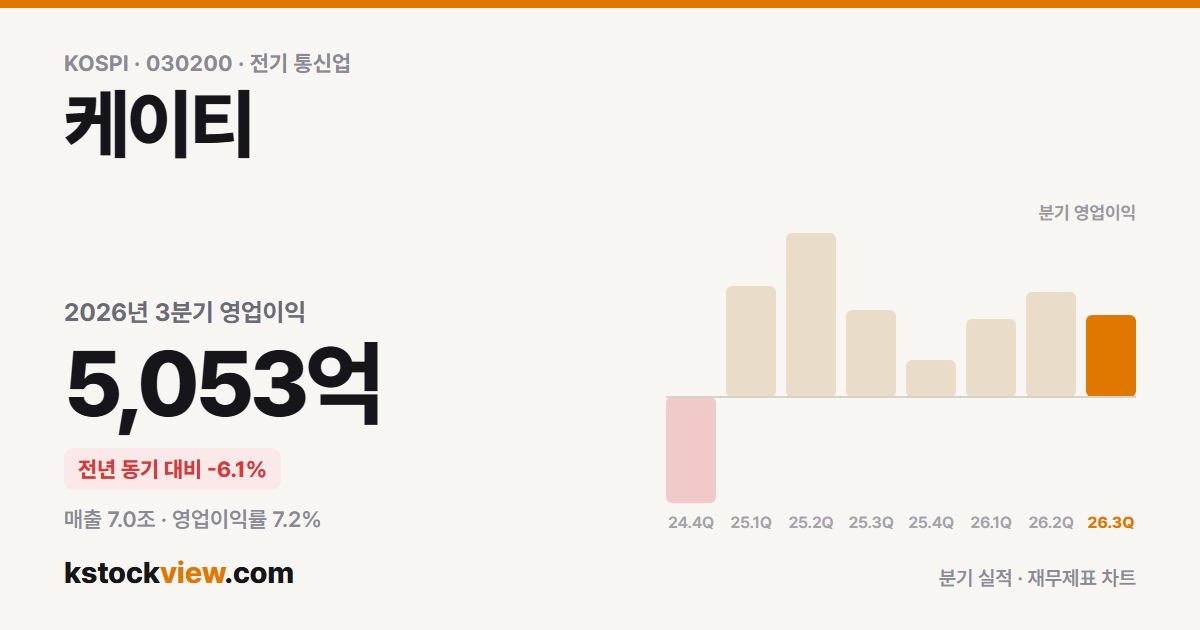 KOSPI · 030200 · 전기 통신업
케이티
분기 영업이익
2026년 3분기 영업이익
5,053억
전년 동기 대비 -6.1%
매출 7.0조 · 영업이익률 7.2%
24.4Q 25.1Q 25.2Q 25.3Q 25.4Q 26.1Q 26.2Q 26.3Q
kstockview.com
분기 실적 · 재무제표 차트